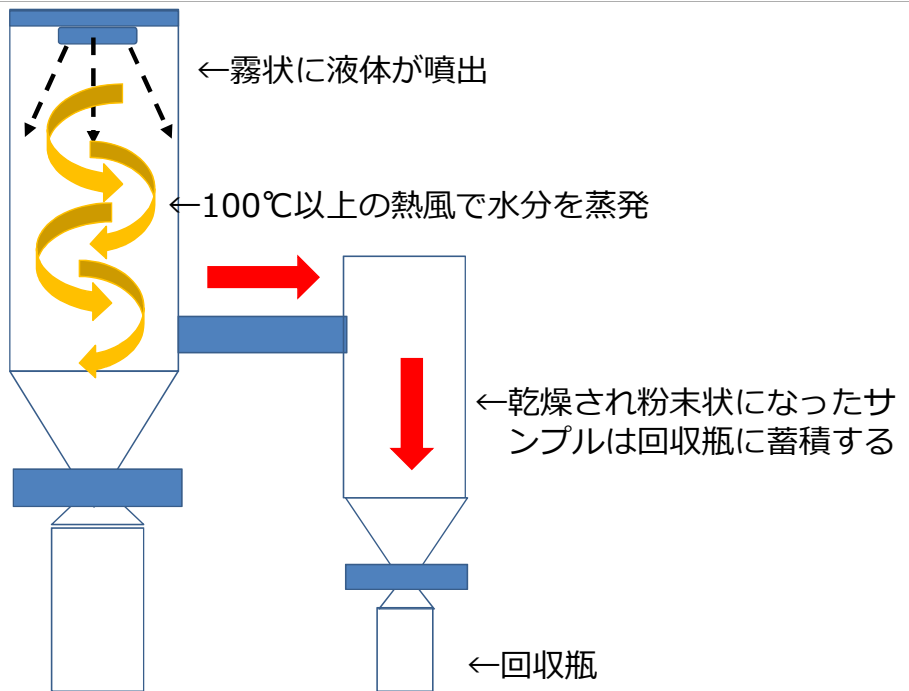 ←霧状に液体が噴出
←100℃以上の熱風で水分を蒸発
←乾燥され粉末状になったサ
ンプルは回収瓶に蓄積する
←回収瓶